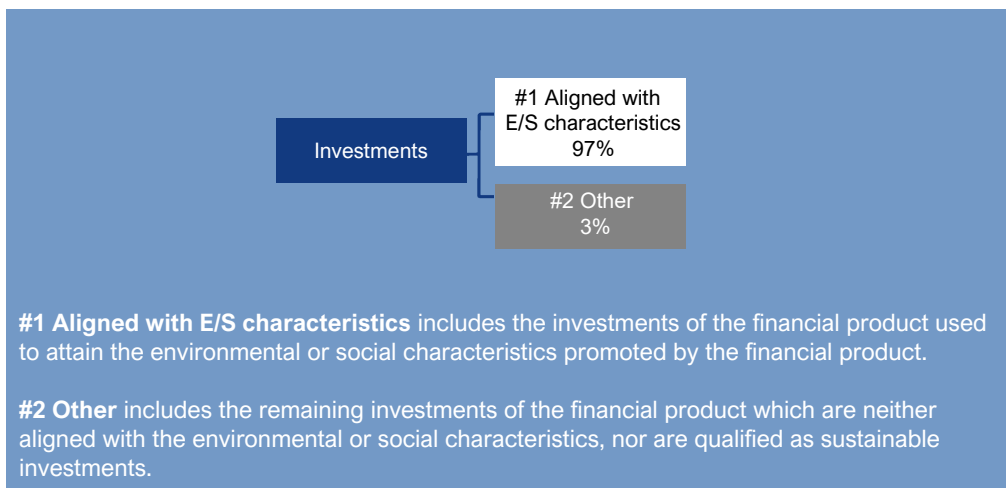 #1 Aligned with
E/S characteristics
97%
Investments
#2 Other
3%
#1 Aligned with E/S characteristics includes the investments of the financial product used
to attain the environmental or social characteristics promoted by the financial product.
#2 Other includes the remaining investments of the financial product which are neither
aligned with the environmental or social characteristics, nor are qualified as sustainable
investments.